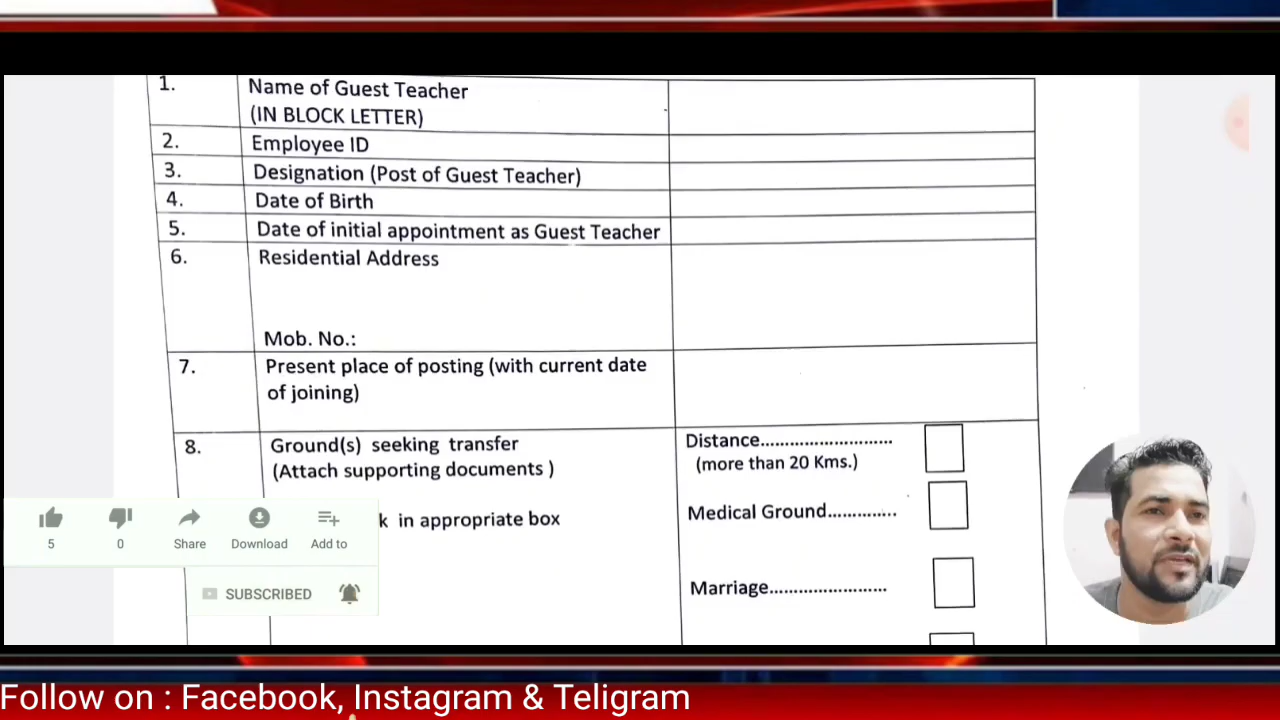 1.
Name of Guest Teacher
(IN BLOCK LETTER)
2.
Employee ID
3.
Designation (Post of Guest Teacher)
4.
Date of Birth
5.
Date of initial appointment as Guest Teacher
6.
Residential Address
Mob. No.:
7.
Present place of posting (with current date
of joining)
8.
Ground(s) seeking transfer
(Attach supporting documents )
k in appropriate box
Distance..........................
(more than 20 Kms.)
Medical Ground..............
Marriage........................
5
0
Share
Download
Add to
SUBSCRIBED
Follow on : Facebook, Instagram & Teligram